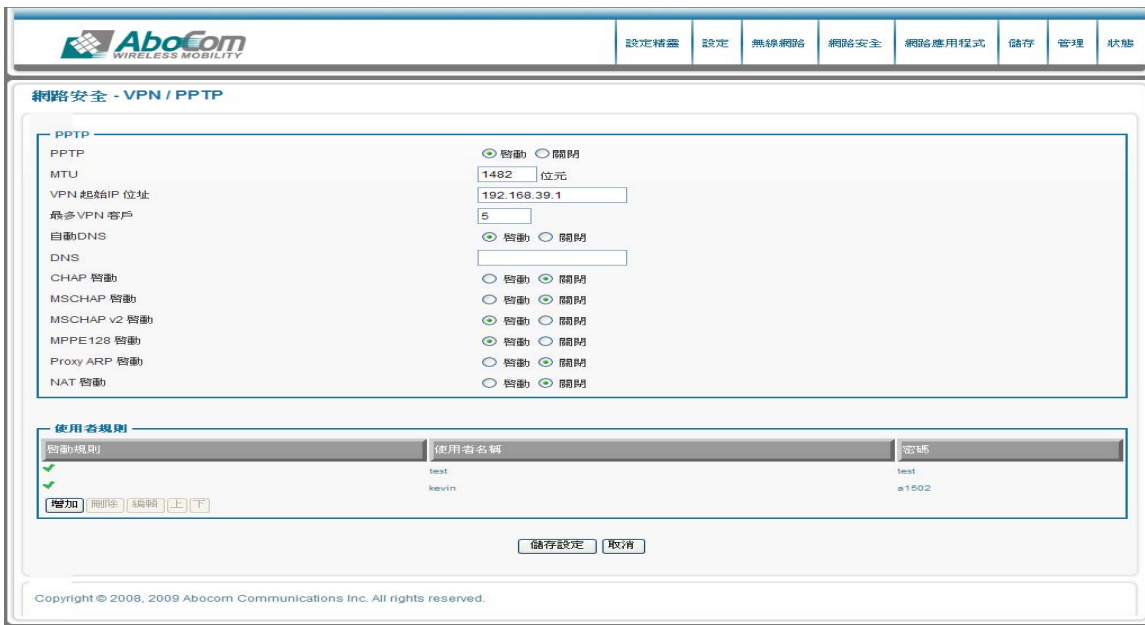 AboCom
WIRELESS MOBILITY
設定精靈 設定 無線網路 網路安全 網路應用程式 儲存 管理 狀態
網路安全 - VPN / PPTP
PPTP
PPTP 啓動 關閉
MTU 1482 位元
VPN 起始IP 位址 192.168.39.1
最多VPN 客戶 5
自動DNS 啓動 關閉
DNS
CHAP 啓動 啓動 關閉
MSCHAP 啓動 啓動 關閉
MSCHAP v2 啓動 啓動 關閉
MPPE128 啓動 啓動 關閉
Proxy ARP 啓動 啓動 關閉
NAT 啓動 啓動 關閉
使用者規則
啓動規則 使用者名稱 密碼
test test
kevin a1502
增加 刪除 編輯 上 下
儲存設定 取消
Copyright © 2008, 2009 Abocom Communications Inc. All rights reserved.